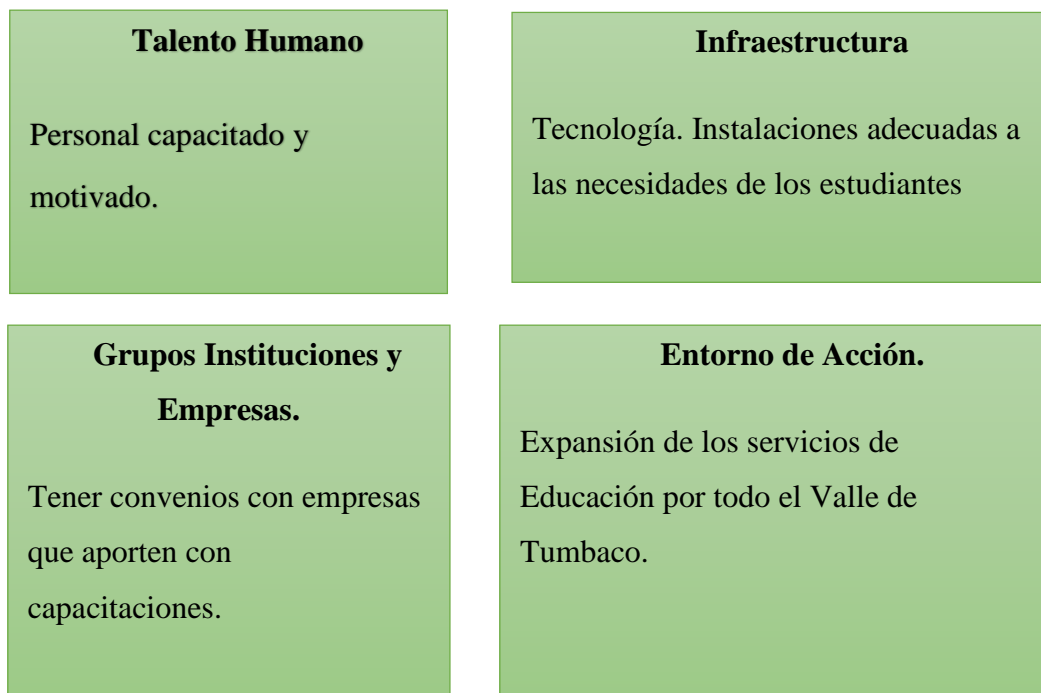 Talento Humano
Personal capacitado y
motivado.
Infraestructura
Tecnología. Instalaciones adecuadas a
las necesidades de los estudiantes
Grupos Instituciones y
Empresas.
Tener convenios con empresas
que aporten con
capacitaciones.
Entorno de Acción.
Expansión de los servicios de
Educación por todo el Valle de
Tumbaco.